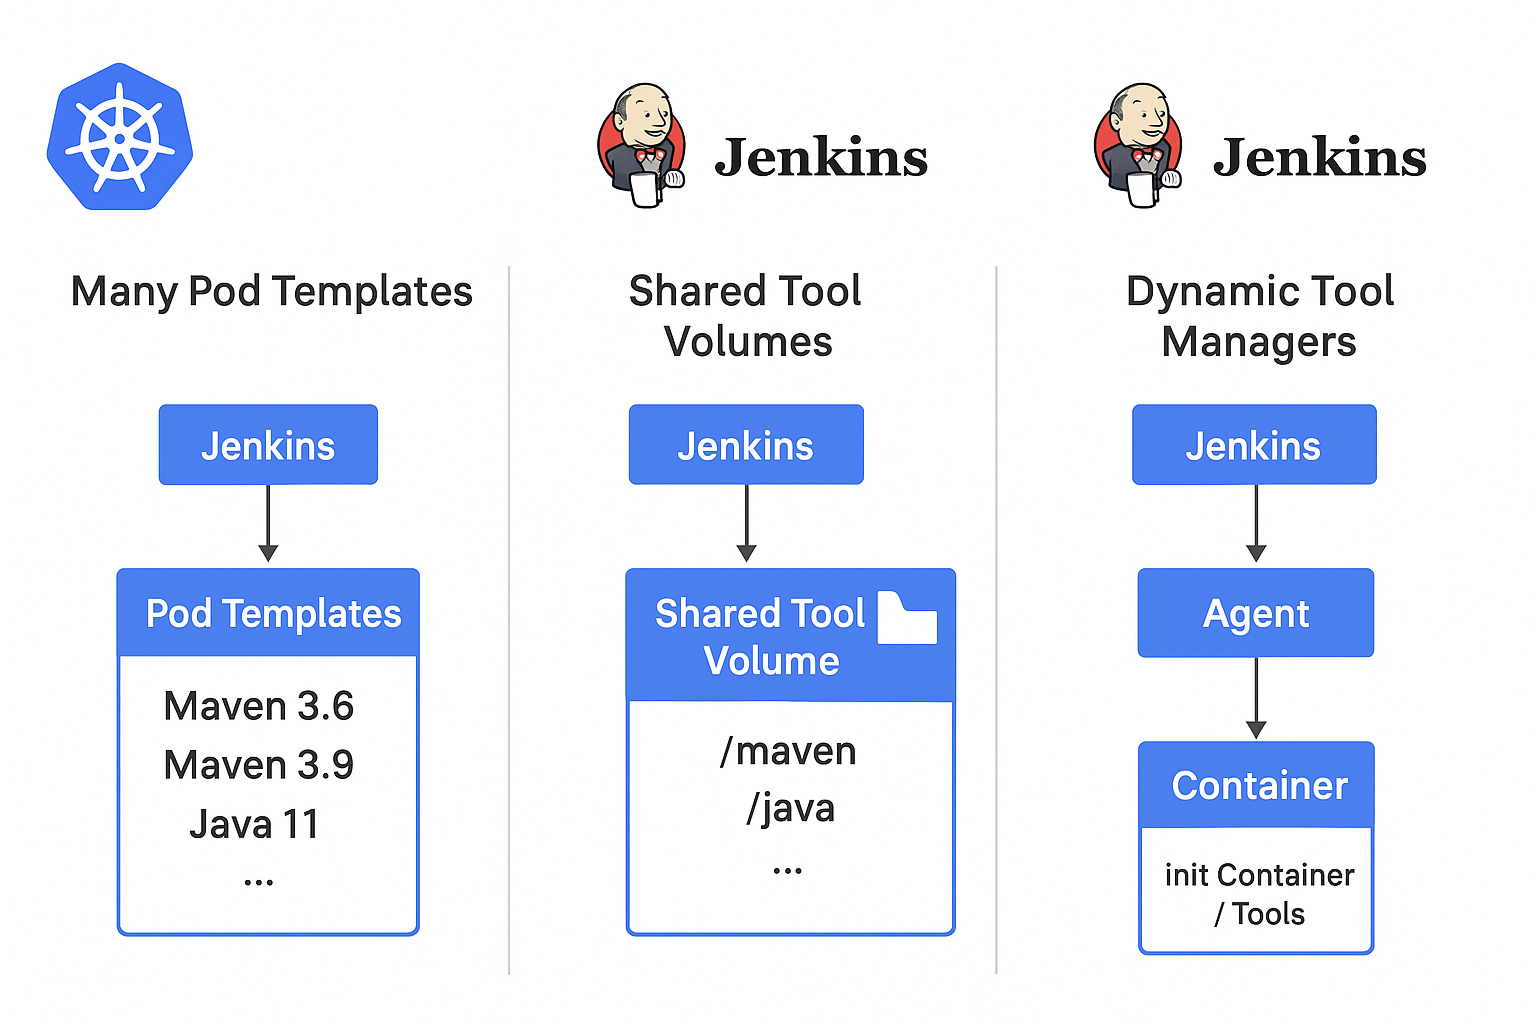 Jenkins
Jenkins
Many Pod Templates
Jenkins
Pod Templates
Maven 3.6
Maven 3.9
Java 11
...
Shared Tool
Volumes
Jenkins
Shared Tool
Volume
/maven
/java
...
Dynamic Tool
Managers
Jenkins
Agent
Container
init Container
/ Tools